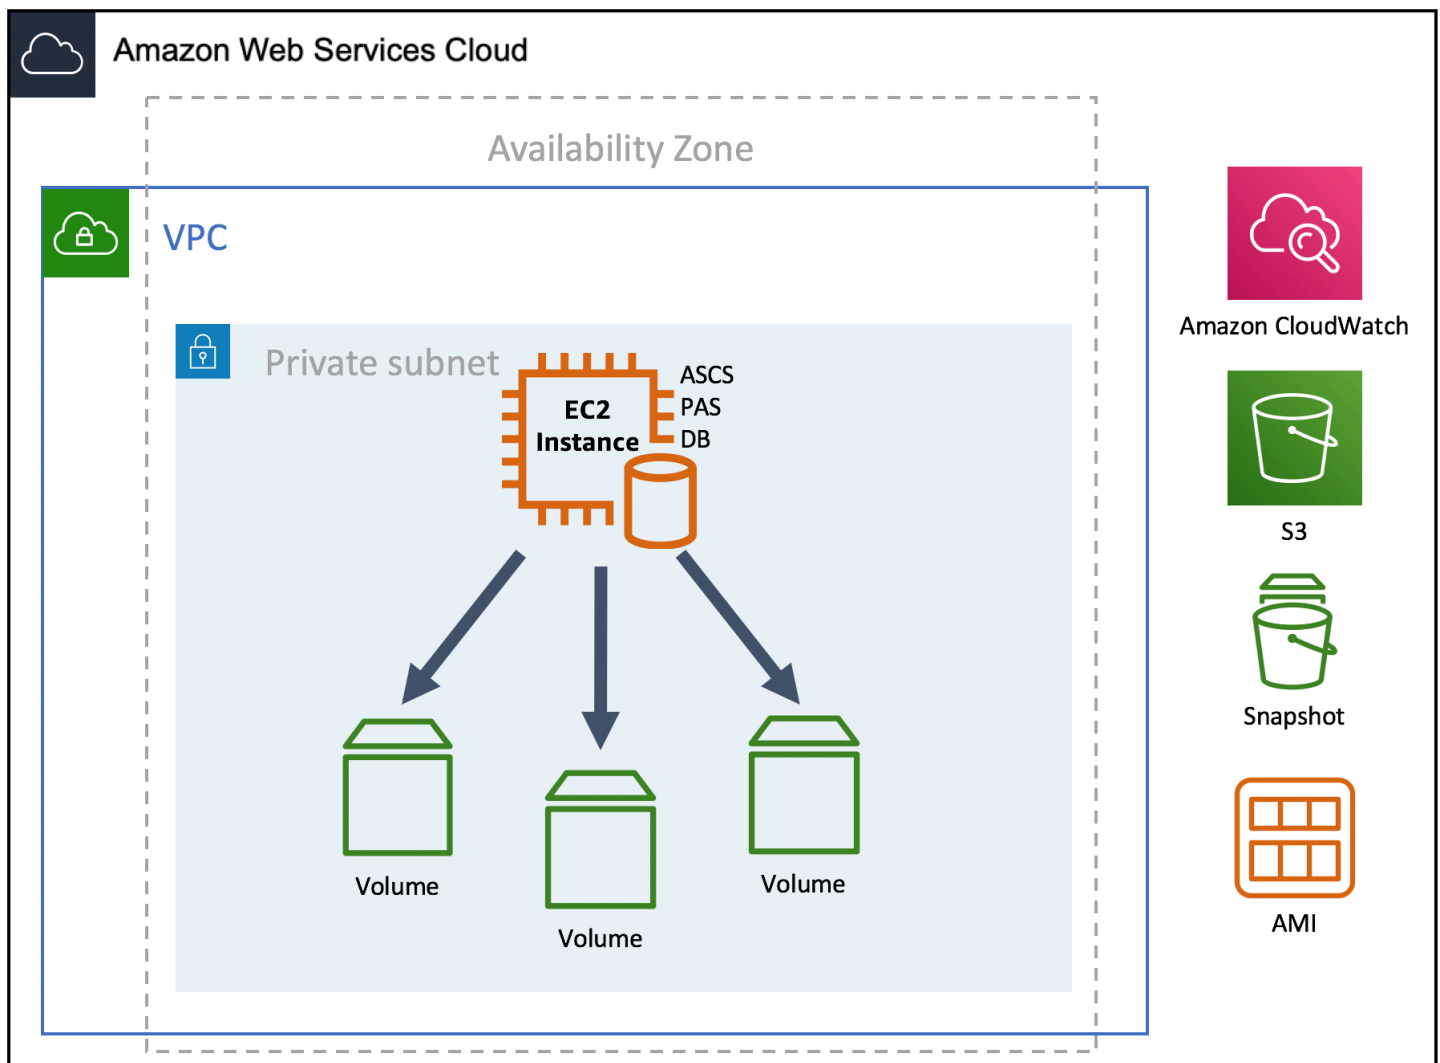 Amazon Web Services Cloud
Availability Zone
VPC
Private subnet
EC2
Instance
ASCS
PAS
DB
Volume
Volume
Volume
Amazon CloudWatch
S3
Snapshot
AMI